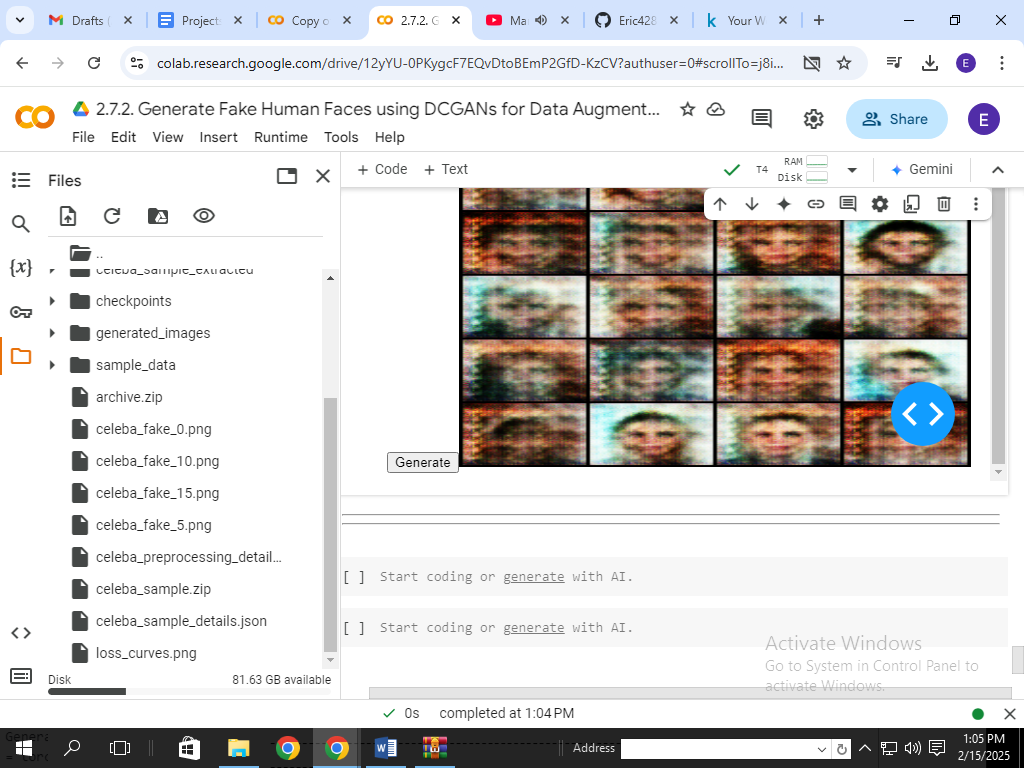 Drafts (
Projects
Copy o
2.7.2. G
Ma
Eric428
Your W
colab.research.google.com/drive/12yYU-0PKygcF7EQvDtoBEmP2GfD-KzCV?authuser=0#scrollTo=j8i...
E
2.7.2. Generate Fake Human Faces using DCGANs for Data Augment...
File Edit View Insert Runtime Tools Help
Share
E
Files
+ Code + Text
T4
RAM
Disk
Gemini
{x}
..
celeba_sample_extracted
checkpoints
generated_images
sample_data
archive.zip
celeba_fake_0.png
celeba_fake_10.png
celeba_fake_15.png
celeba_fake_5.png
celeba_preprocessing_detail...
celeba_sample.zip
celeba_sample_details.json
loss_curves.png
Disk 81.63 GB available
Generate
[ ] Start coding or generate with AI.
[ ] Start coding or generate with AI.
Activate Windows
Go to System in Control Panel to
activate Windows.
0s completed at 1:04 PM
Address
1:05 PM
2/15/2025